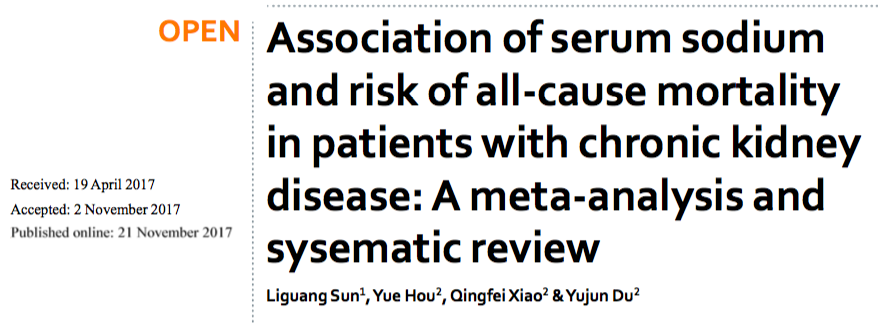 OPEN
Association of serum sodium
and risk of all-cause mortality
in patients with chronic kidney
disease: A meta-analysis and
sysematic review
Received: 19 April 2017
Accepted: 2 November 2017
Published online: 21 November 2017
Liguang Sun1, Yue Hou2, Qingfei Xiao2 & Yujun Du2